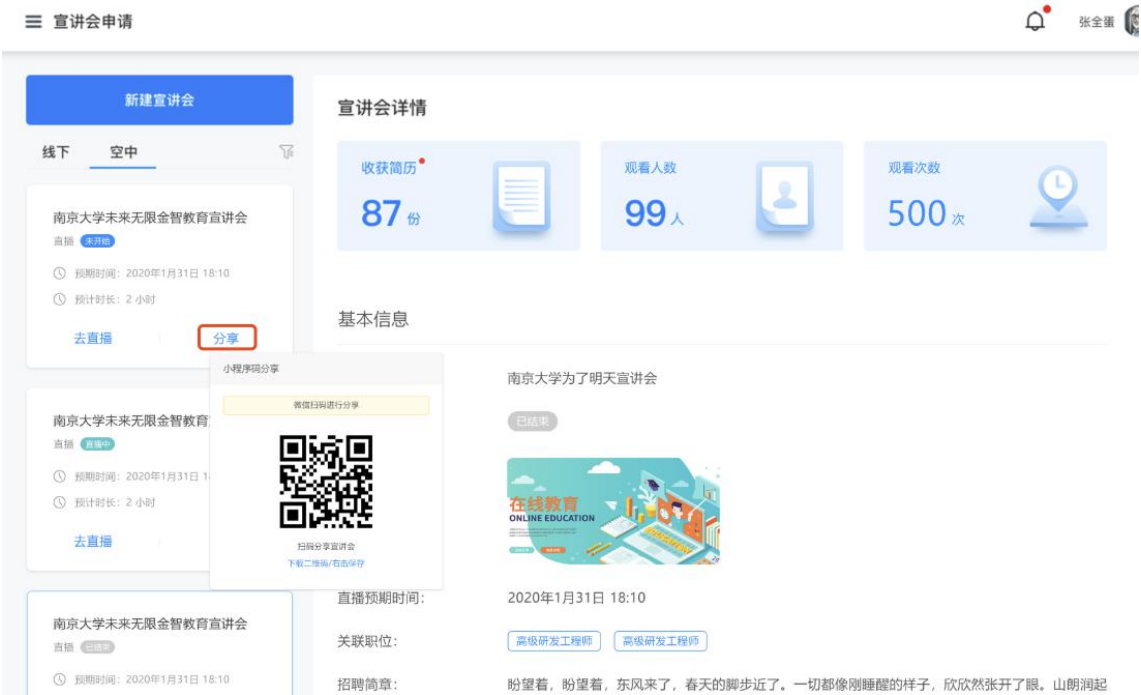 宣讲会申请
张全蛋
新建宣讲会
线下 空中
南京大学未来无限金智教育宣讲会
直播 未开始
预期时间：2020年1月31日 18:10
预计时长：2 小时
去直播 分享
小程序码分享
微信扫码进行分享
扫码分享宣讲会
下载二维码/右击保存
南京大学未来无限金智教育
直播 直播中
预期时间：2020年1月31日 1
预计时长：2 小时
去直播
南京大学未来无限金智教育宣讲会
直播 已结束
预期时间：2020年1月31日 18:10
宣讲会详情
收获简历
87 份
观看人数
99 人
观看次数
500 次
基本信息
南京大学为了明天宣讲会
已结束
在线教育
ONLINE EDUCATION
直播预期时间： 2020年1月31日 18:10
关联职位： 高级研发工程师 高级研发工程师
招聘简章： 盼望着，盼望着，东风来了，春天的脚步近了。一切都像刚睡醒的样子，欣欣然张开了眼。山朗润起